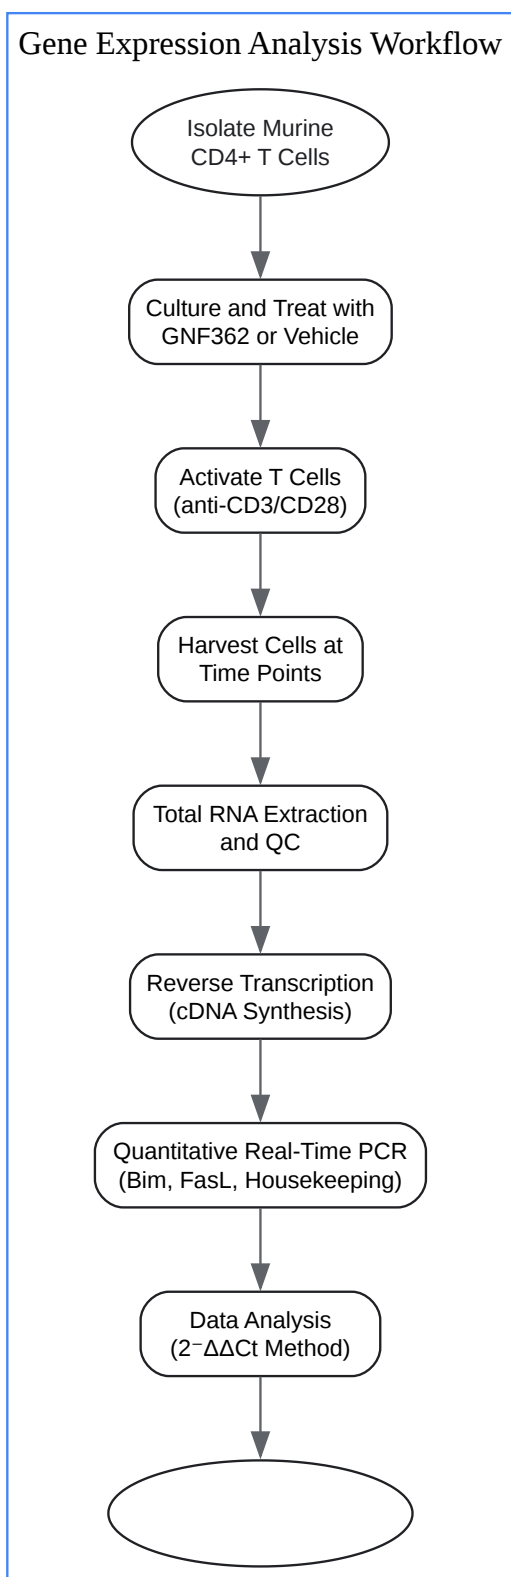 Gene Expression Analysis Workflow
Isolate Murine
CD4+ T Cells
Culture and Treat with
GNF362 or Vehicle
Activate T Cells
(anti-CD3/CD28)
Harvest Cells at
Time Points
Total RNA Extraction
and QC
Reverse Transcription
(cDNA Synthesis)
Quantitative Real-Time PCR
(Bim, FasL, Housekeeping)
Data Analysis
(2⁻ΔΔCt Method)